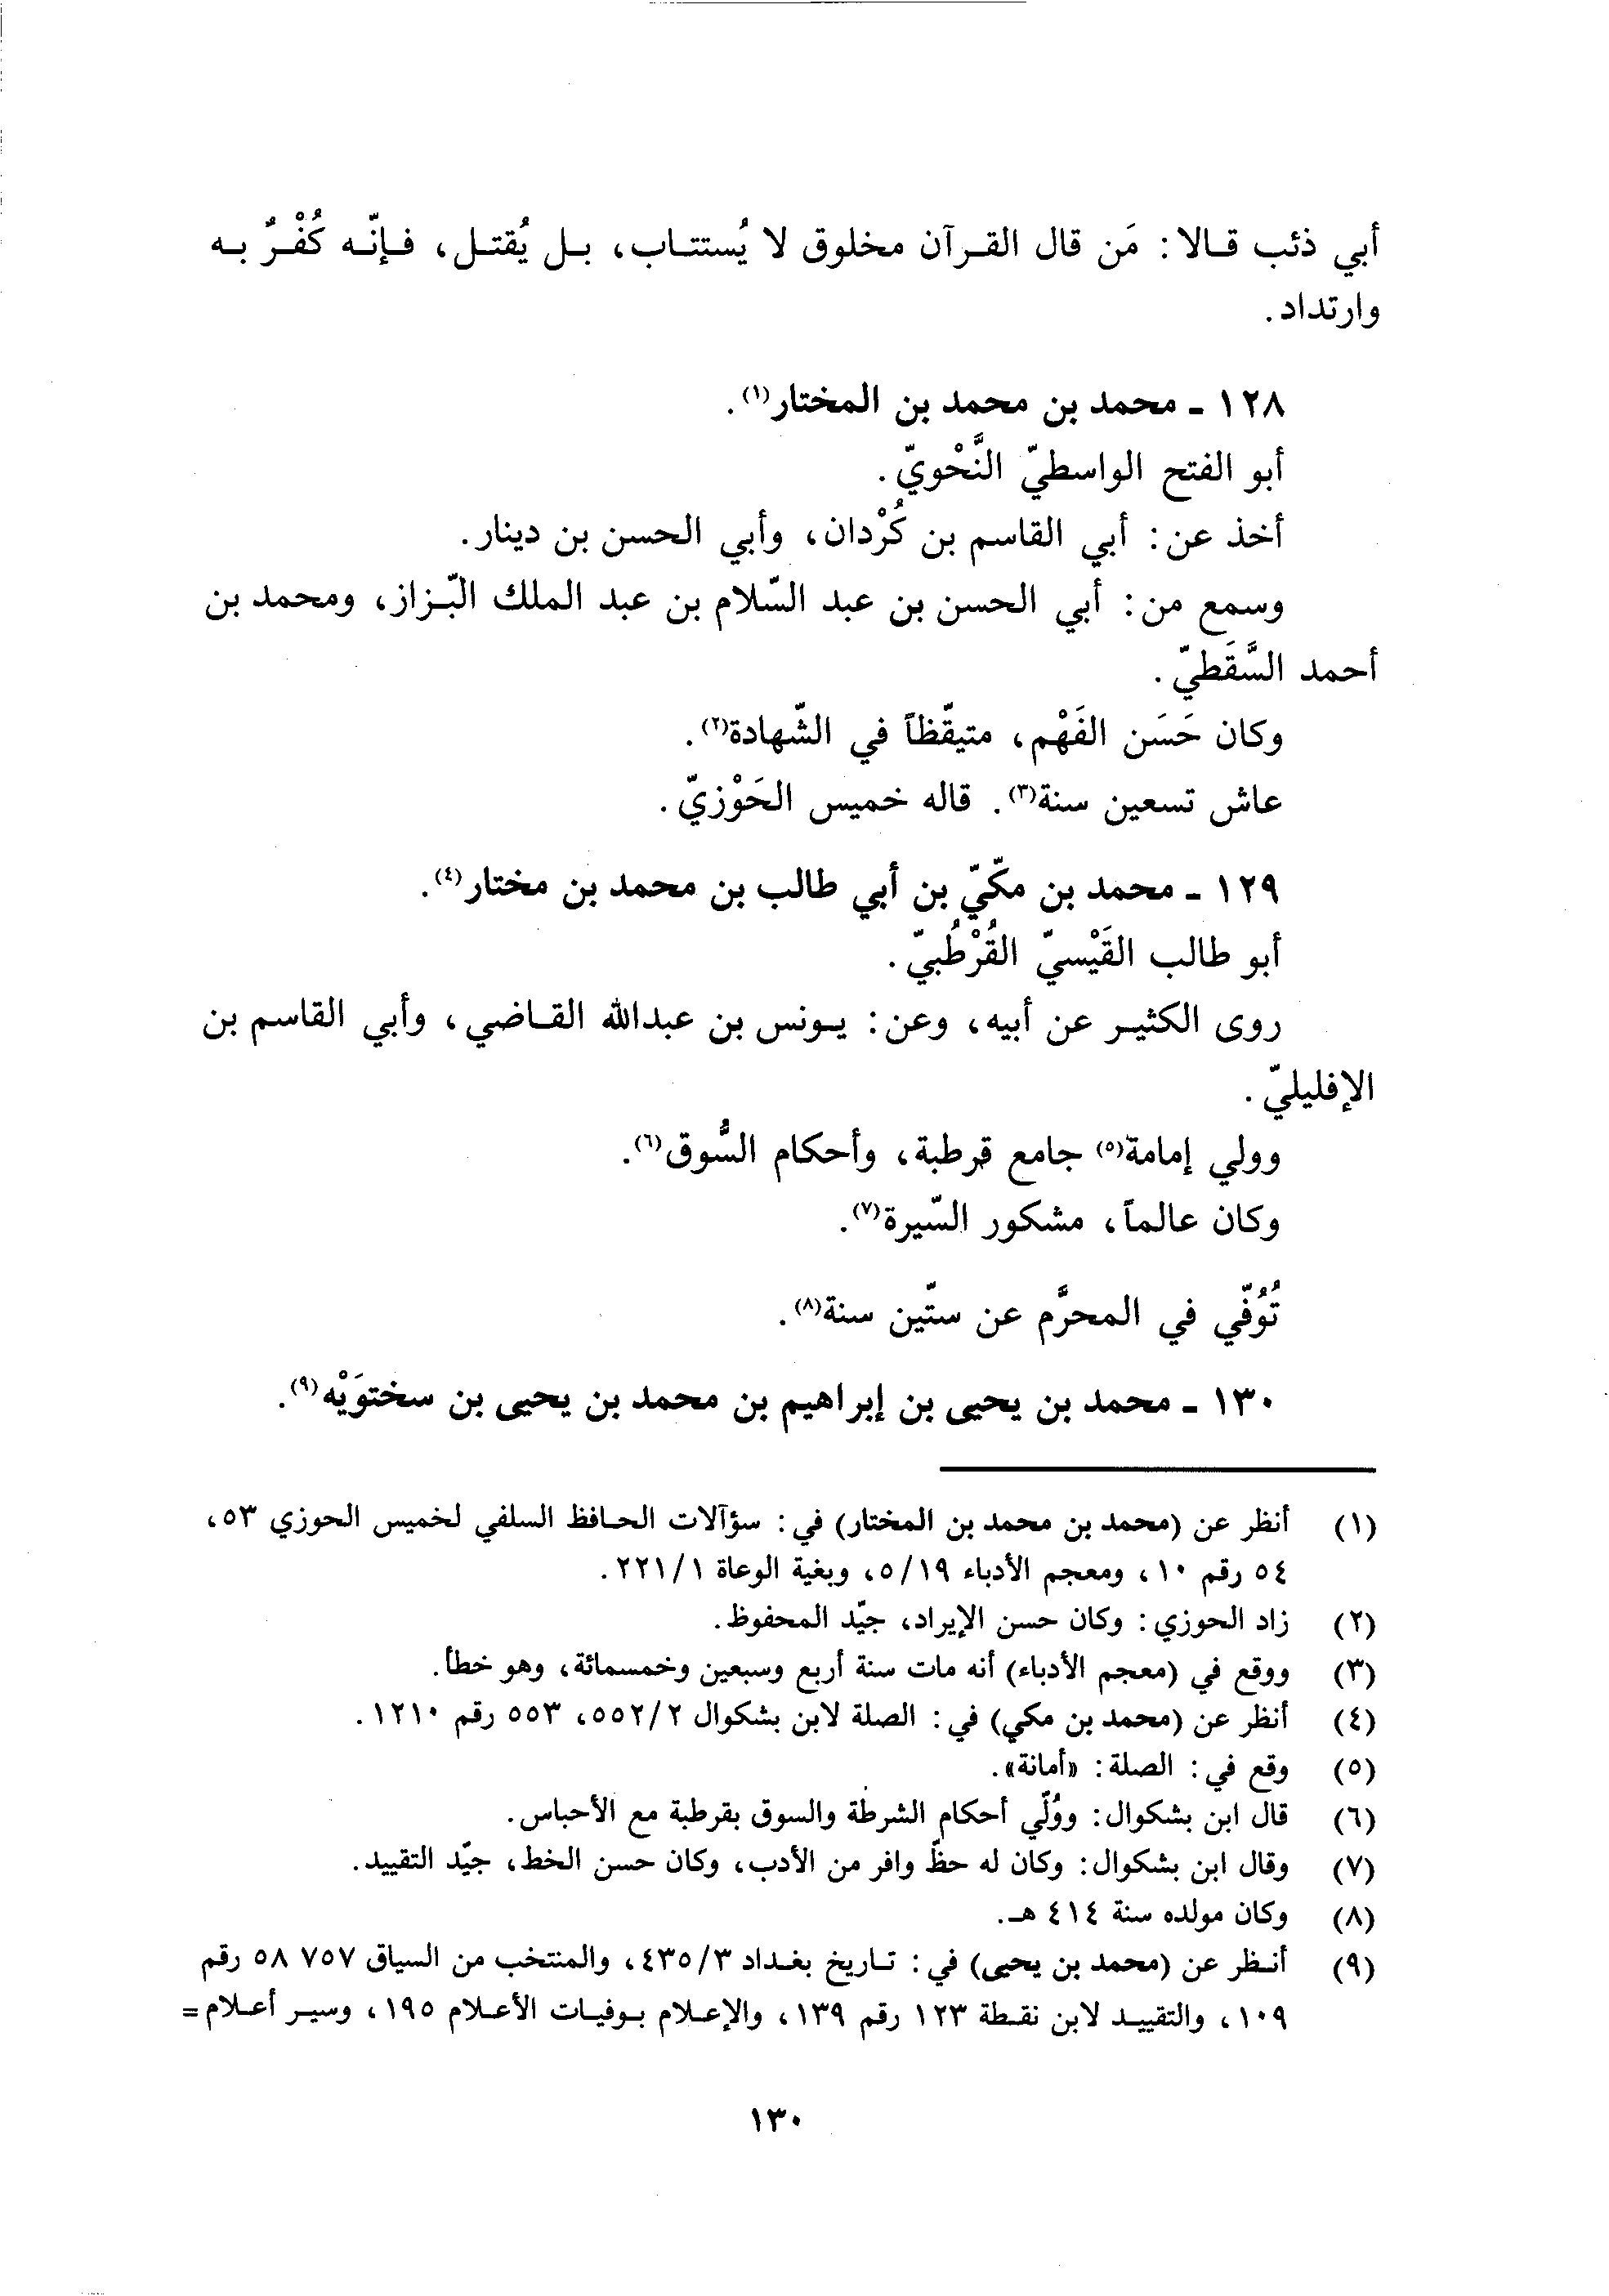 أبي ذئب قالا: مَن قال القرآن مخلوق لا يُستتاب، بل يُقتل، فإنّه كُفْرٌ به
وارتداد.
١٢٨ ـ محمد بن محمد بن المختار(١).
أبو الفتح الواسطيّ النَّحْويّ.
أخذ عن: أبي القاسم بن كُرْدان، وأبي الحسن بن دينار.
وسمع من: أبي الحسن بن عبد السّلام بن عبد الملك البّزاز، ومحمد بن
أحمد السَّقَطيّ.
وكان حَسَن الفَهْم، متيقّظاً في الشّهادة(٢).
عاش تسعين سنة(٣). قاله خميس الحَوْزيّ.
١٢٩ ـ محمد بن مكّيّ بن أبي طالب بن محمد بن مختار(٤).
أبو طالب القَيْسيّ القُرْطُبيّ.
روى الكثير عن أبيه، وعن: يونس بن عبدالله القاضي، وأبي القاسم بن
الإفليليّ.
وولي إمامة(٥) جامع قرطبة، وأحكام السُّوق(٦).
وكان عالماً، مشكور السّيرة(٧).
تُوُفّي في المحرَّم عن ستّين سنة(٨).
١٣٠ ـ محمد بن يحيى بن إبراهيم بن محمد بن يحيى بن سختوَيْه(٩).
(١) أنظر عن (محمد بن محمد بن المختار) في: سؤآلات الحافظ السلفي لخميس الحوزي ٥٣،
٥٤ رقم ١٠، ومعجم الأدباء ٥/١٩، وبغية الوعاة ٢٢١/١.
(٢) زاد الحوزي: وكان حسن الإيراد، جيّد المحفوظ.
(٣) ووقع في (معجم الأدباء) أنه مات سنة أربع وسبعين وخمسمائة، وهو خطأ.
(٤) أنظر عن (محمد بن مكي) في: الصلة لابن بشكوال ٥٥٢/٢، ٥٥٣ رقم ١٢١٠.
(٥) وقع في: الصلة: «أمانة».
(٦) قال ابن بشكوال: ووُلّي أحكام الشرطة والسوق بقرطبة مع الأحباس.
(٧) وقال ابن بشكوال: وكان له حظّ وافر من الأدب، وكان حسن الخط، جيّد التقييد.
(٨) وكان مولده سنة ٤١٤ هـ.
(٩) أنظر عن (محمد بن يحيى) في: تاريخ بغداد ٤٣٥/٣، والمنتخب من السياق ٧٥٧ ٥٨ رقم
١٠٩، والتقييد لابن نقطة ١٢٣ رقم ١٣٩، والإعلام بوفيات الأعلام ١٩٥، وسير أعلام =
١٣٠